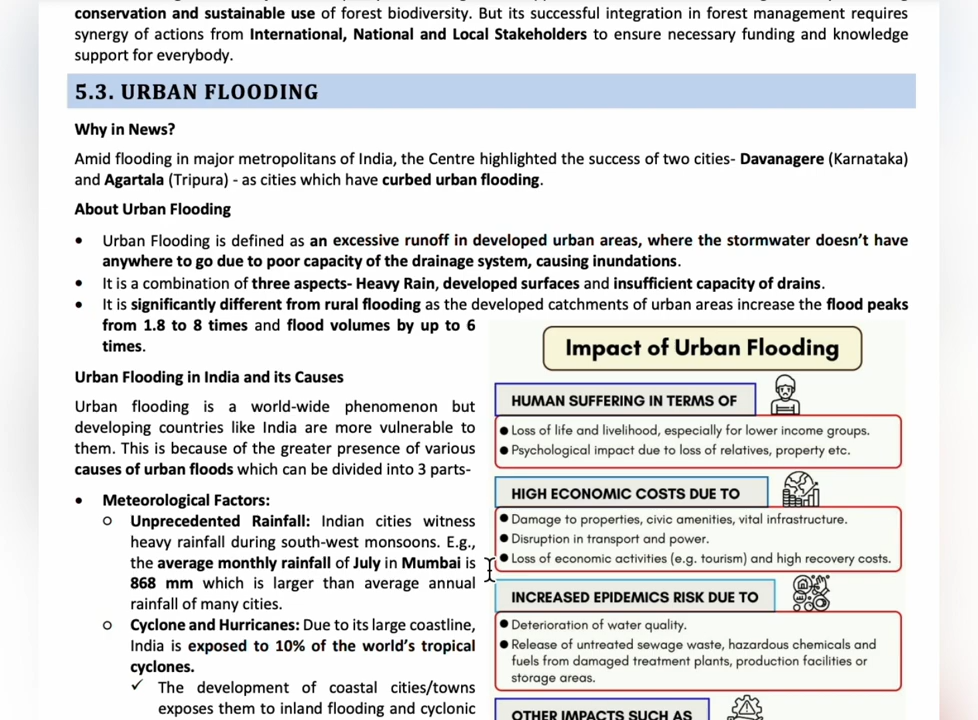 conservation and sustainable use of forest biodiversity. But its successful integration in forest management requires
synergy of actions from International, National and Local Stakeholders to ensure necessary funding and knowledge
support for everybody.
5.3. URBAN FLOODING
Why in News?
Amid flooding in major metropolitans of India, the Centre highlighted the success of two cities- Davanagere (Karnataka)
and Agartala (Tripura) - as cities which have curbed urban flooding.
About Urban Flooding
• Urban Flooding is defined as an excessive runoff in developed urban areas, where the stormwater doesn't have
anywhere to go due to poor capacity of the drainage system, causing inundations.
• It is a combination of three aspects- Heavy Rain, developed surfaces and insufficient capacity of drains.
• It is significantly different from rural flooding as the developed catchments of urban areas increase the flood peaks
from 1.8 to 8 times and flood volumes by up to 6
times.
Urban Flooding in India and its Causes
Urban flooding is a world-wide phenomenon but
developing countries like India are more vulnerable to
them. This is because of the greater presence of various
causes of urban floods which can be divided into 3 parts-
• Meteorological Factors:
o Unprecedented Rainfall: Indian cities witness
heavy rainfall during south-west monsoons. E.g.,
the average monthly rainfall of July in Mumbai is
868 mm which is larger than average annual
rainfall of many cities.
o Cyclone and Hurricanes: Due to its large coastline,
India is exposed to 10% of the world's tropical
cyclones.
✓ The development of coastal cities/towns
exposes them to inland flooding and cyclonic
Impact of Urban Flooding
HUMAN SUFFERING IN TERMS OF
• Loss of life and livelihood, especially for lower income groups.
• Psychological impact due to loss of relatives, property etc.
HIGH ECONOMIC COSTS DUE TO
• Damage to properties, civic amenities, vital infrastructure.
• Disruption in transport and power.
• Loss of economic activities (e.g. tourism) and high recovery costs.
INCREASED EPIDEMICS RISK DUE TO
• Deterioration of water quality.
• Release of untreated sewage waste, hazardous chemicals and
fuels from damaged treatment plants, production facilities or
storage areas.
OTHER IMPACTS SUCH AS